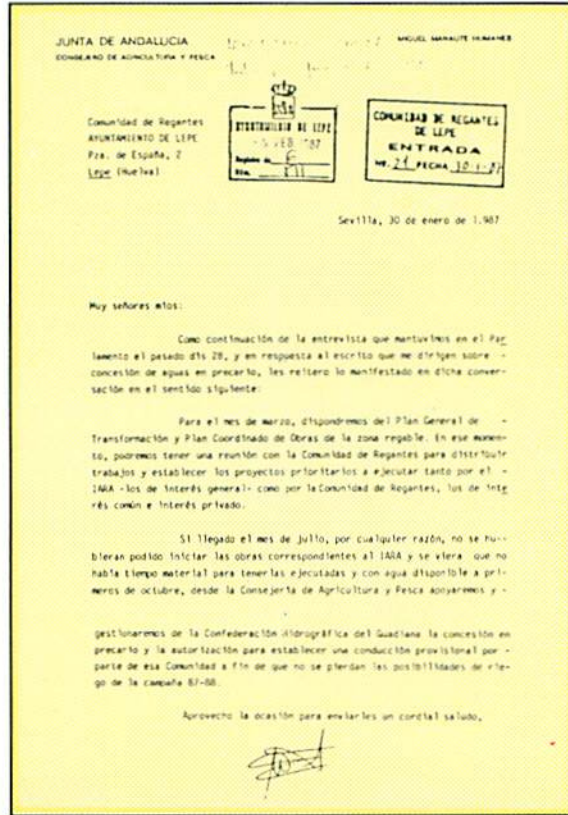 JUNTA DE ANDALUCIA
CONSEJERO DE AGRICULTURA Y PESCA
MIGUEL MANAUTE HUMANES
Comunidad de Regantes
AYUNTAMIENTO DE LEPE
Pza. de España, 2
Lepe (Huelva)
AYUNTAMIENTO DE LEPE
FEB 1987
Registro de
Núm.
COMUNIDAD DE REGANTES
DE LEPE
ENTRADA
NR. 21 FECHA
Sevilla, 30 de enero de 1.987
Muy señores míos:
Como continuación de la entrevista que mantuvimos en el Par
lamento el pasado dis 28, y en respuesta al escrito que me dirigen sobre -
concesión de aguas en precario, les reitero lo manifestado en dicha conver-
sación en el sentido siguiente:
Para el mes de marzo, dispondremos del Plan General de -
Transformación y Plan Coordinado de Obras de la zona regable. En ese momen-
to, podremos tener una reunión con la Comunidad de Regantes para distribuir
trabajos y establecer los proyectos prioritarios a ejecutar tanto por el -
IARA -los de interés general- como por la Comunidad de Regantes, los de inte
rés común e interés privado.
Si llegado el mes de julio, por cualquier razón, no se hu--
bieran podido iniciar las obras correspondientes al IARA y se viera que no
había tiempo material para tenerlas ejecutadas y con agua disponible a pri-
meros de octubre, desde la Consejería de Agricultura y Pesca apoyaremos y -
gestionaremos de la Confederación Hidrográfica del Guadiana la concesión en
precario y la autorización para establecer una conducción provisional por -
parte de esa Comunidad a fin de que no se pierdan las posibilidades de rie-
go de la campaña 87-88.
Aprovecho la ocasión para enviarles un cordial saludo,